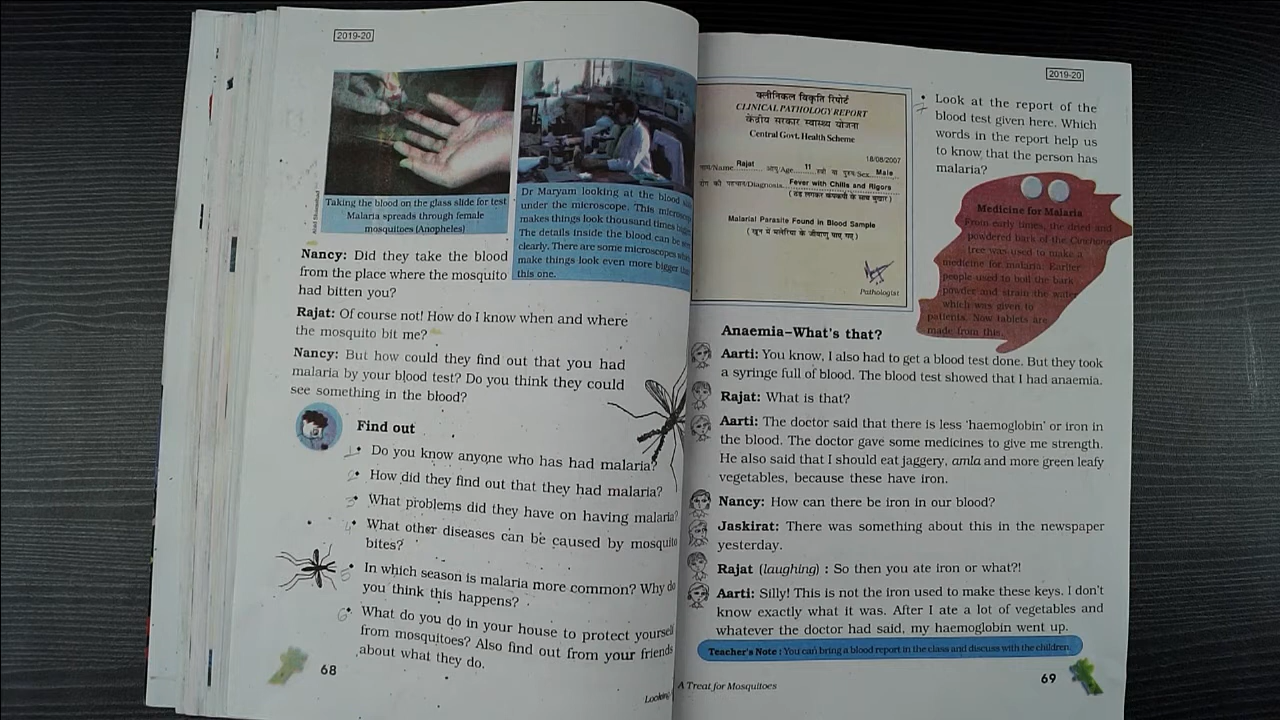 2019-20
Taking the blood on the glass slide for test
Malaria spreads through female
mosquitoes (Anopheles)
Dr Maryam looking at the blood
under the microscope. This
makes things look thousand times
The details inside the blood can be
clearly. There are some microscopes
make things look even more bigger
this one.
Nancy: Did they take the blood
from the place where the mosquito
had bitten you?
Rajat: Of course not! How do I know when and where
the mosquito bit me?
Nancy: But how could they find out that you had
malaria by your blood test? Do you think they could
see something in the blood?
Find out
1 • Do you know anyone who has had malaria?
2 • How did they find out that they had malaria?
3 • What problems did they have on having malaria?
4 • What other diseases can be caused by mosquito
bites?
5 • In which season is malaria more common? Why do
you think this happens?
6 • What do you do in your house to protect yourself
from mosquitoes? Also find out from your friends
about what they do.
68
2019-20
क्लीनिकल विकृति रिपोर्ट
CLINICAL PATHOLOGY REPORT
केंद्रीय सरकार स्वास्थ्य योजना
Central Govt. Health Scheme
18/08/2007
नाम/Name Rajat आयु/Age 11 स्त्री या पुरुष/Sex Male
रोग की पहचान/Diagnosis Fever with Chills and Rigors
(ठंड लगकर कंपकंपी के साथ बुखार)
Malarial Parasite Found in Blood Sample
(खून में मलेरिया के जीवाणु पाए गए)
Pathologist
7 • Look at the report of the
blood test given here. Which
words in the report help us
to know that the person has
malaria?
Medicine for Malaria
From early times, the dried and
powdered bark of the Cinchona
tree was used to make a
medicine for malaria. Earlier
people used to boil the bark
powder and strain the water
which was given to
patients. Now tablets are
made from this.
Anaemia–What's that?
Aarti: You know, I also had to get a blood test done. But they took
a syringe full of blood. The blood test showed that I had anaemia.
Rajat: What is that?
Aarti: The doctor said that there is less 'haemoglobin' or iron in
the blood. The doctor gave some medicines to give me strength.
He also said that I should eat jaggery, amla and more green leafy
vegetables, because these have iron.
Nancy: How can there be iron in our blood?
Jaskirat: There was something about this in the newspaper
yesterday.
Rajat (laughing) : So then you ate iron or what?!
Aarti: Silly! This is not the iron used to make these keys. I don't
know exactly what it was. After I ate a lot of vegetables and
whatever the doctor had said, my haemoglobin went up.
Teacher's Note : You can bring a blood report in the class and discuss with the children.
A Treat for Mosquitoes
69